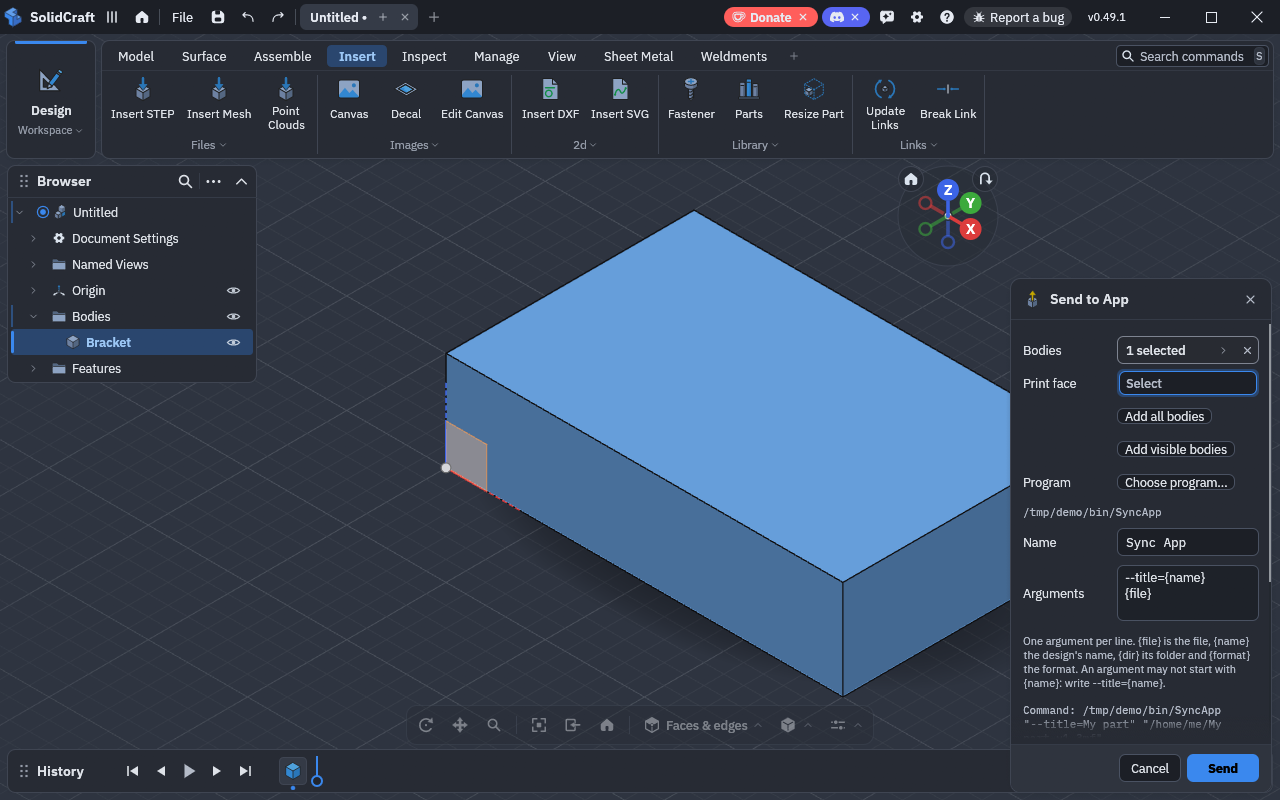 SolidCraft
File
Untitled •
Donate
Report a bug
v0.49.1
Design
Workspace
Model
Surface
Assemble
Insert
Inspect
Manage
View
Sheet Metal
Weldments
Search commands
S
Insert STEP
Insert Mesh
Point Clouds
Canvas
Decal
Edit Canvas
Insert DXF
Insert SVG
Fastener
Parts
Resize Part
Update Links
Break Link
Files
Images
2d
Library
Links
Browser
Untitled
Document Settings
Named Views
Origin
Bodies
Bracket
Features
Z
Y
X
Send to App
Bodies
1 selected
Print face
Select
Add all bodies
Add visible bodies
Program
Choose program...
/tmp/demo/bin/SyncApp
Name
Sync App
Arguments
--title={name}
{file}
One argument per line. {file} is the file, {name}
the design's name, {dir} its folder and {format}
the format. An argument may not start with
{name}: write --title={name}.
Command: /tmp/demo/bin/SyncApp
"--title=My part" "/home/me/My
Cancel
Send
Faces & edges
History